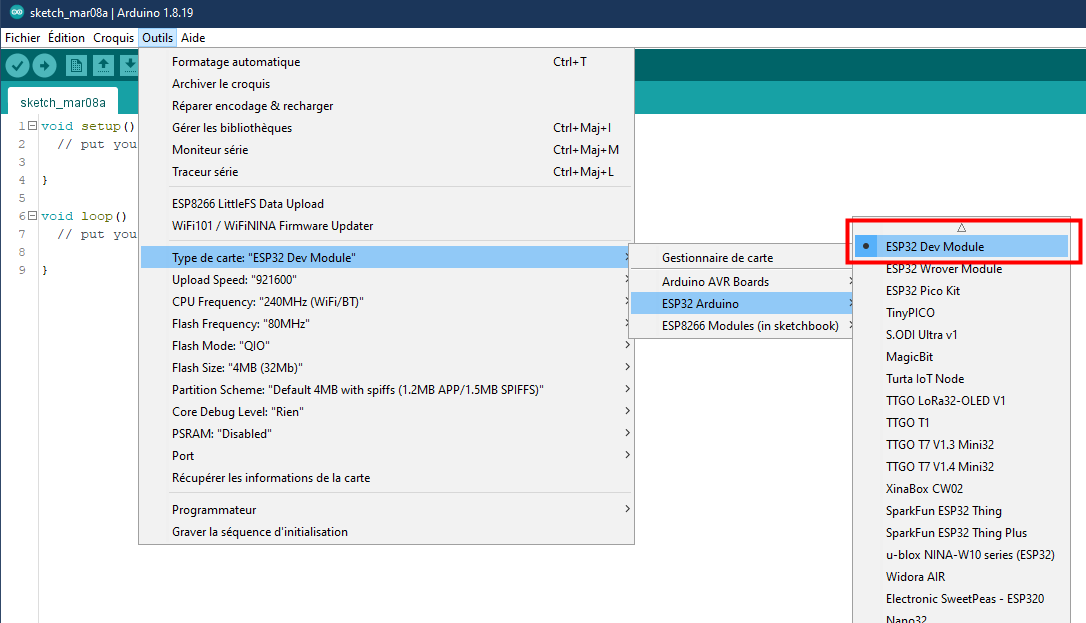 sketch_mar08a | Arduino 1.8.19
Fichier Édition Croquis Outils Aide
sketch_mar08a
1 void setup()
2 // put you
3
4 }
5
6 void loop()
7 // put you
8
9 }
Formatage automatique Ctrl+T
Archiver le croquis
Réparer encodage & recharger
Gérer les bibliothèques Ctrl+Maj+I
Moniteur série Ctrl+Maj+M
Traceur série Ctrl+Maj+L
ESP8266 LittleFS Data Upload
WiFi101 / WiFiNINA Firmware Updater
Type de carte: "ESP32 Dev Module"
Upload Speed: "921600"
CPU Frequency: "240MHz (WiFi/BT)"
Flash Frequency: "80MHz"
Flash Mode: "QIO"
Flash Size: "4MB (32Mb)"
Partition Scheme: "Default 4MB with spiffs (1.2MB APP/1.5MB SPIFFS)"
Core Debug Level: "Rien"
PSRAM: "Disabled"
Port
Récupérer les informations de la carte
Programmateur
Graver la séquence d'initialisation
Gestionnaire de carte
Arduino AVR Boards
ESP32 Arduino
ESP8266 Modules (in sketchbook)
ESP32 Dev Module
ESP32 Wrover Module
ESP32 Pico Kit
TinyPICO
S.ODI Ultra v1
MagicBit
Turta IoT Node
TTGO LoRa32-OLED V1
TTGO T1
TTGO T7 V1.3 Mini32
TTGO T7 V1.4 Mini32
XinaBox CW02
SparkFun ESP32 Thing
SparkFun ESP32 Thing Plus
u-blox NINA-W10 series (ESP32)
Widora AIR
Electronic SweetPeas - ESP320
Nano32